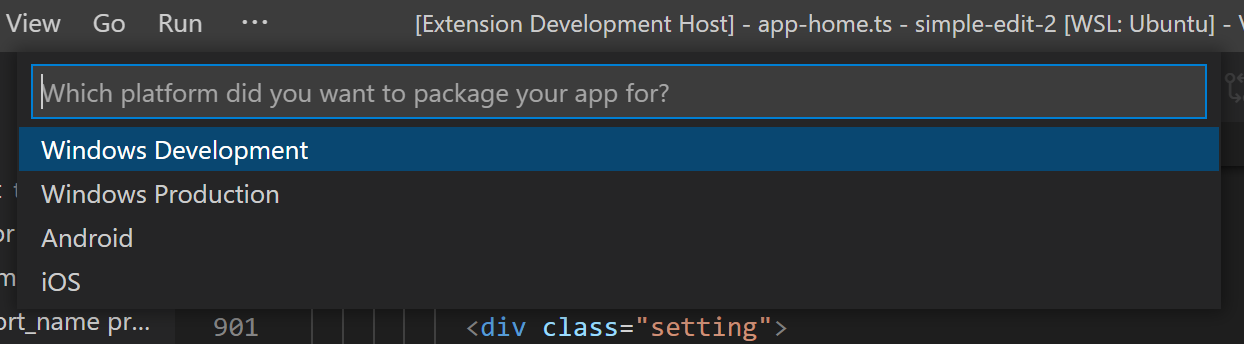 View Go Run ··· [Extension Development Host] - app-home.ts - simple-edit-2 [WSL: Ubuntu] -
Which platform did you want to package your app for?
Windows Development
Windows Production
Android
iOS
ort_name pr... 901 <div class="setting">